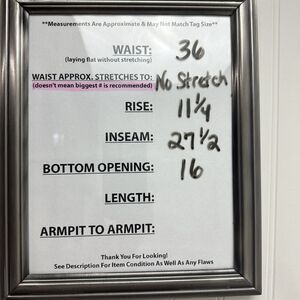 **Measurements Are Approximate & May Not Match Tag Size**
WAIST: 36
(laying flat without stretching)
WAIST APPROX. STRETCHES TO: No Stretch
(doesn't mean biggest # is recommended)
RISE: 11 1/4
INSEAM: 27 1/2
BOTTOM OPENING: 16
LENGTH:
ARMPIT TO ARMPIT:
Thank You For Looking!
See Description For Item Condition As Well As Any Flaws